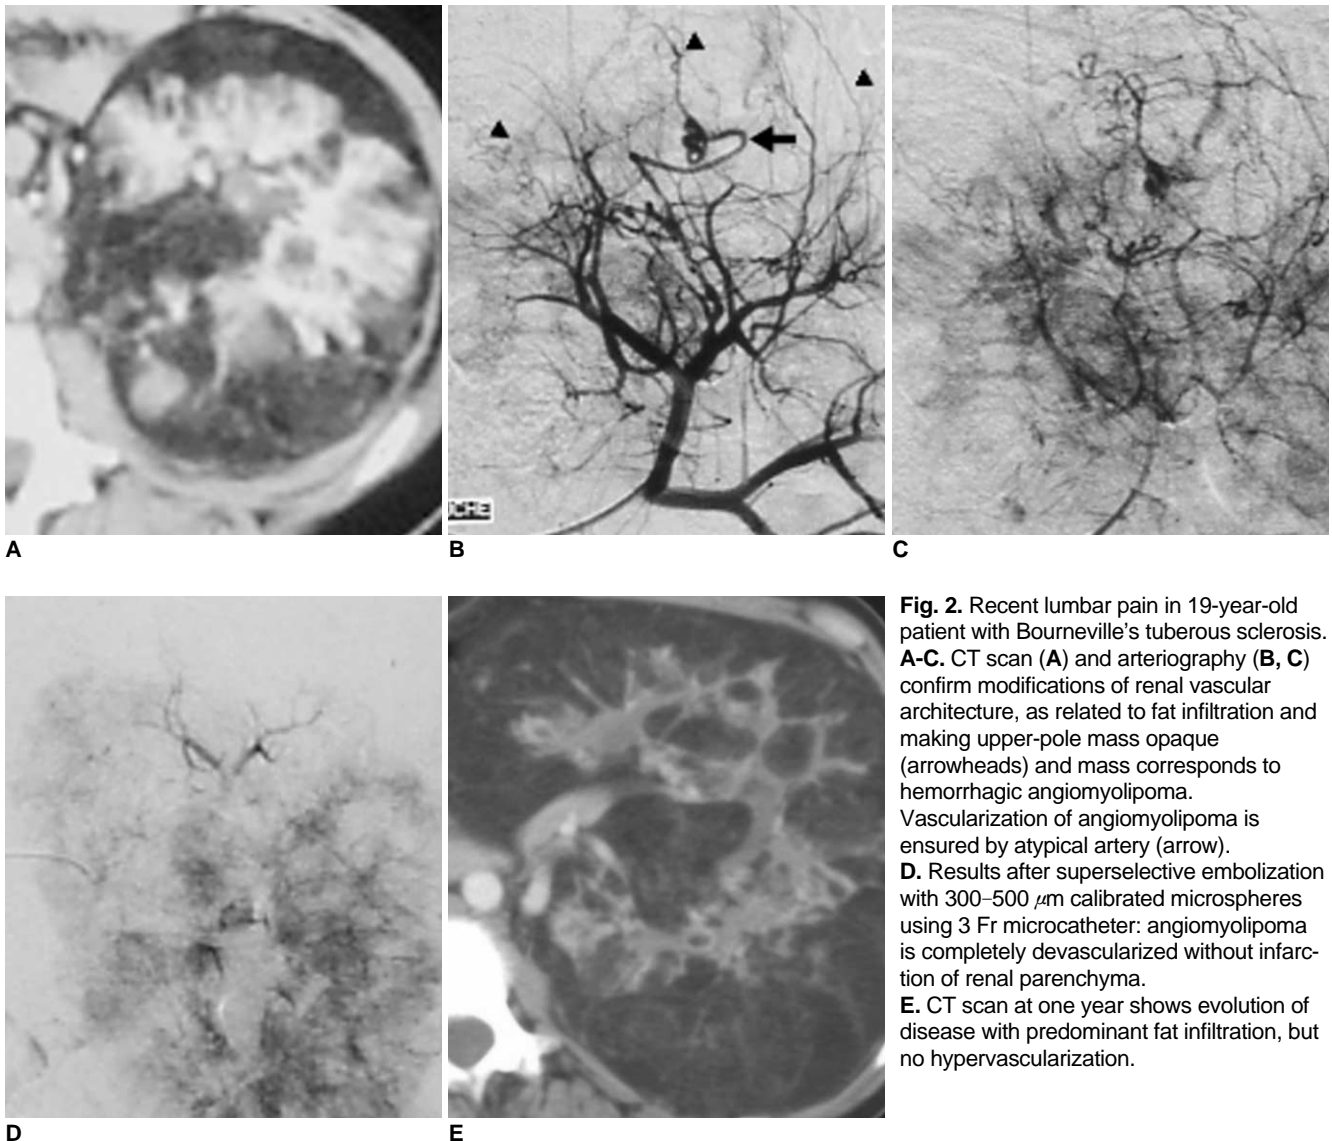 A
B
C
CHE
D
E
Fig. 2. Recent lumbar pain in 19-year-old
patient with Bourneville's tuberous sclerosis.
A-C. CT scan (A) and arteriography (B, C)
confirm modifications of renal vascular
architecture, as related to fat infiltration and
making upper-pole mass opaque
(arrowheads) and mass corresponds to
hemorrhagic angiomyolipoma.
Vascularization of angiomyolipoma is
ensured by atypical artery (arrow).
D. Results after superselective embolization
with 300–500 μm calibrated microspheres
using 3 Fr microcatheter: angiomyolipoma
is completely devascularized without infarc-
tion of renal parenchyma.
E. CT scan at one year shows evolution of
disease with predominant fat infiltration, but
no hypervascularization.